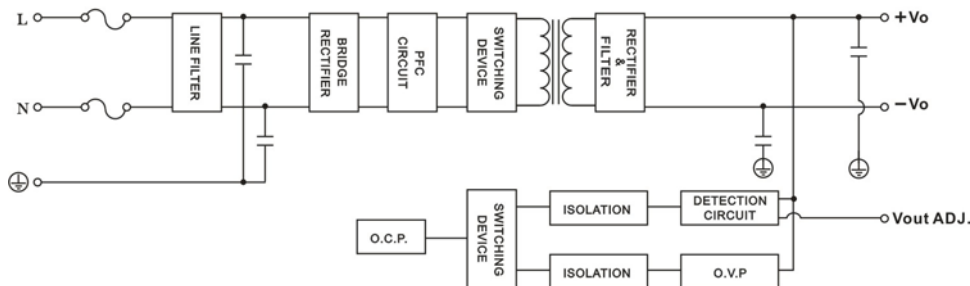 L
N
LINE FILTER
BRIDGE
RECTIFIER
PFC
CIRCUIT
SWITCHING
DEVICE
RECTIFIER
&
FILTER
+Vo
−Vo
SWITCHING
DEVICE
O.C.P.
ISOLATION
DETECTION
CIRCUIT
Vout ADJ.
ISOLATION
O.V.P